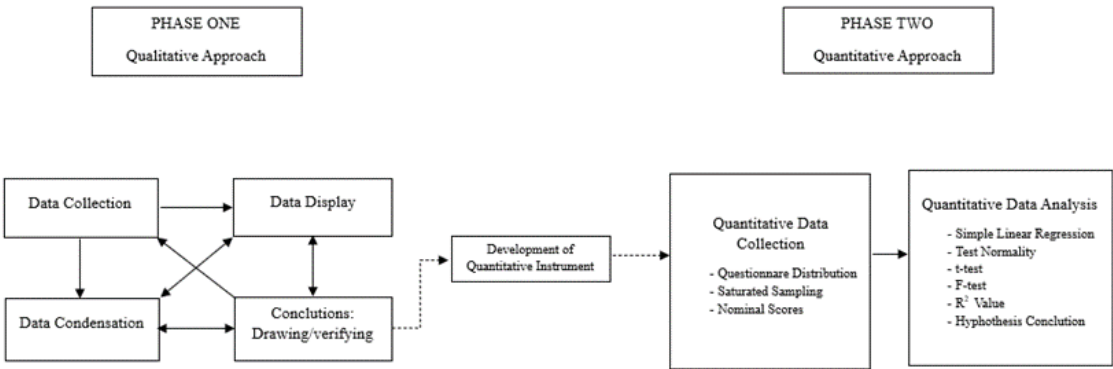 PHASE ONE
Qualitative Approach
PHASE TWO
Quantitative Approach
Data Collection
Data Display
Data Condensation
Conclutions:
Drawing/verifying
Development of
Quantitative Instrument
Quantitative Data
Collection
- Questionnare Distribution
- Saturated Sampling
- Nominal Scores
Quantitative Data Analysis
- Simple Linear Regression
- Test Normality
- t-test
- F-test
- R² Value
- Hyphothesis Conclution